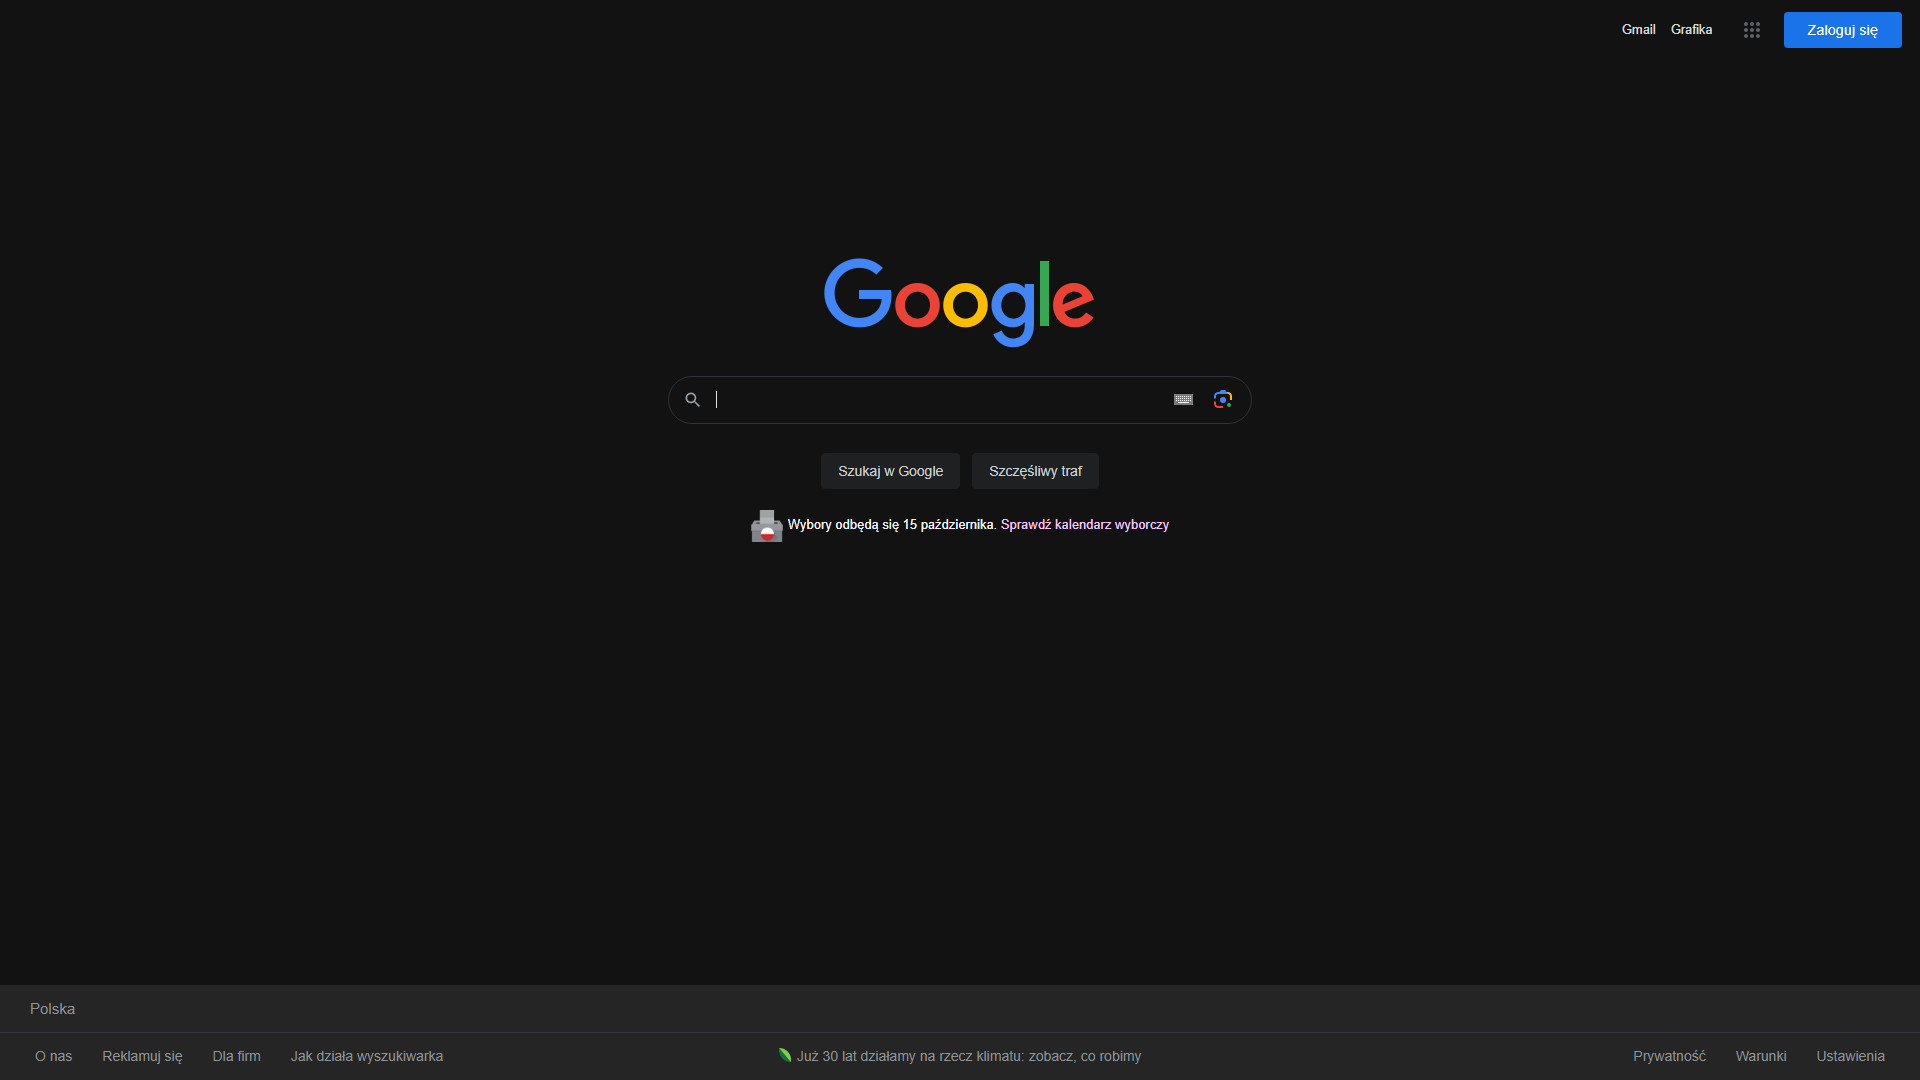 Gmail Grafika Zaloguj się
Google
Szukaj w Google Szczęśliwy traf
Wybory odbędą się 15 października. Sprawdź kalendarz wyborczy
Polska
O nas Reklamuj się Dla firm Jak działa wyszukiwarka Już 30 lat działamy na rzecz klimatu: zobacz, co robimy Prywatność Warunki Ustawienia